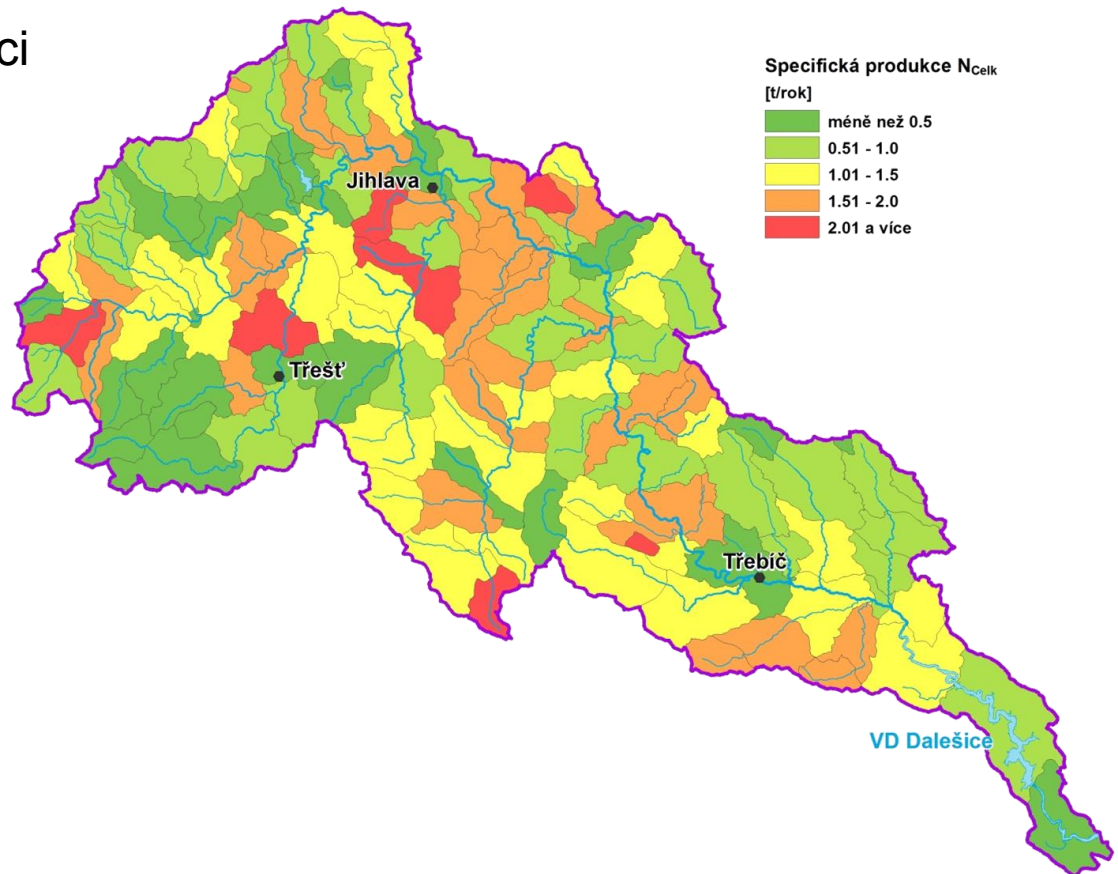 ci
Specifická produkce NCelk
[t/rok]
méně než 0.5
0.51 - 1.0
1.01 - 1.5
1.51 - 2.0
2.01 a více
Jihlava
Třešť
Třebíč
VD Dalešice